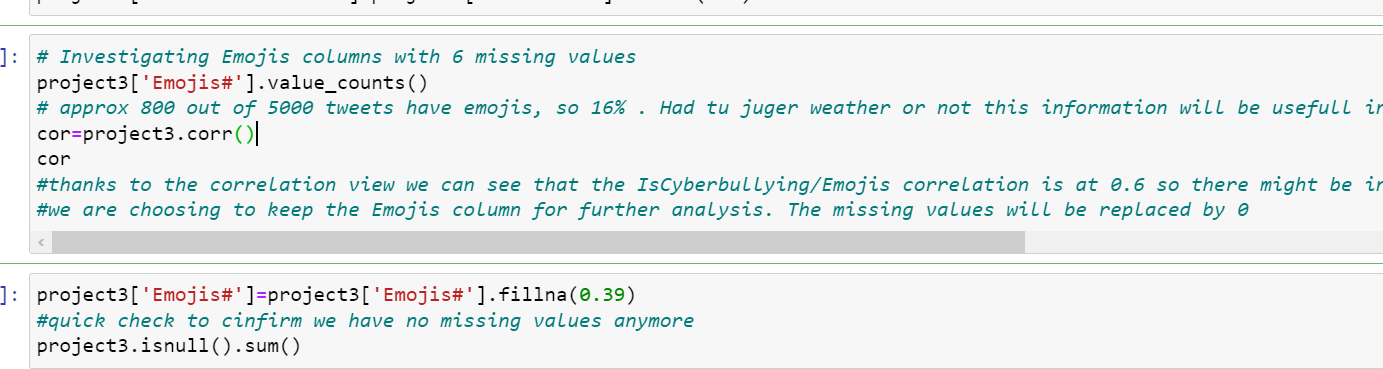 ]: # Investigating Emojis columns with 6 missing values
project3['Emojis#'].value_counts()
# approx 800 out of 5000 tweets have emojis, so 16% . Had tu juger weather or not this information will be usefull
cor=project3.corr()
cor
#thanks to the correlation view we can see that the IsCyberbullying/Emojis correlation is at 0.6 so there might be
#we are choosing to keep the Emojis column for further analysis. The missing values will be replaced by 0
]: project3['Emojis#']=project3['Emojis#'].fillna(0.39)
#quick check to cinfirm we have no missing values anymore
project3.isnull().sum()